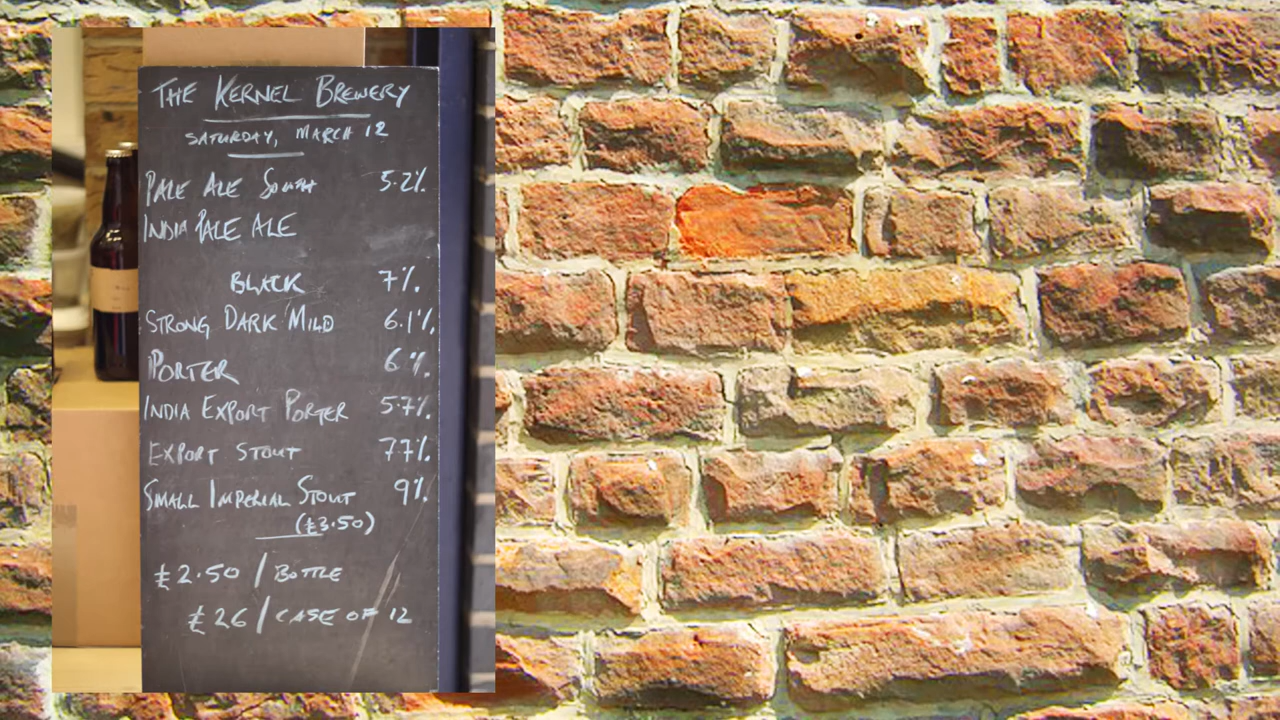 THE KERNEL BREWERY
SATURDAY, MARCH 12
PALE ALE SOUTH 5.2%
INDIA PALE ALE
BLACK 7%
STRONG DARK MILD 6.1%
PORTER 6%
INDIA EXPORT PORTER 5.7%
EXPORT STOUT 7.7%
SMALL IMPERIAL STOUT 9%
(£3.50)
£2.50 / BOTTLE
£26 / CASE OF 12